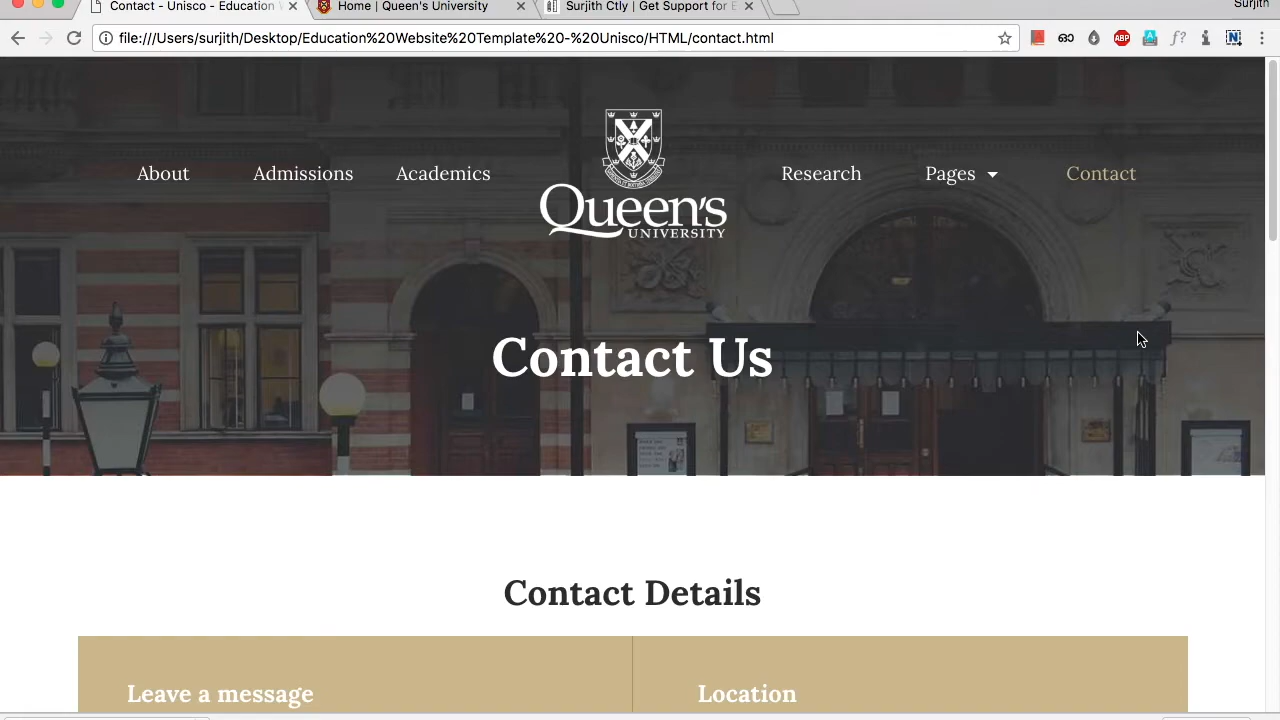 Contact - Unisco - Education
Home | Queen's University
Surjith Ctly | Get Support for E
Surjith
file:///Users/surjith/Desktop/Education%20Website%20Template%20-%20Unisco/HTML/contact.html
ABP
f?
N
About
Admissions
Academics
Queen's
UNIVERSITY
Research
Pages
Contact
Contact Us
Contact Details
Leave a message
Location